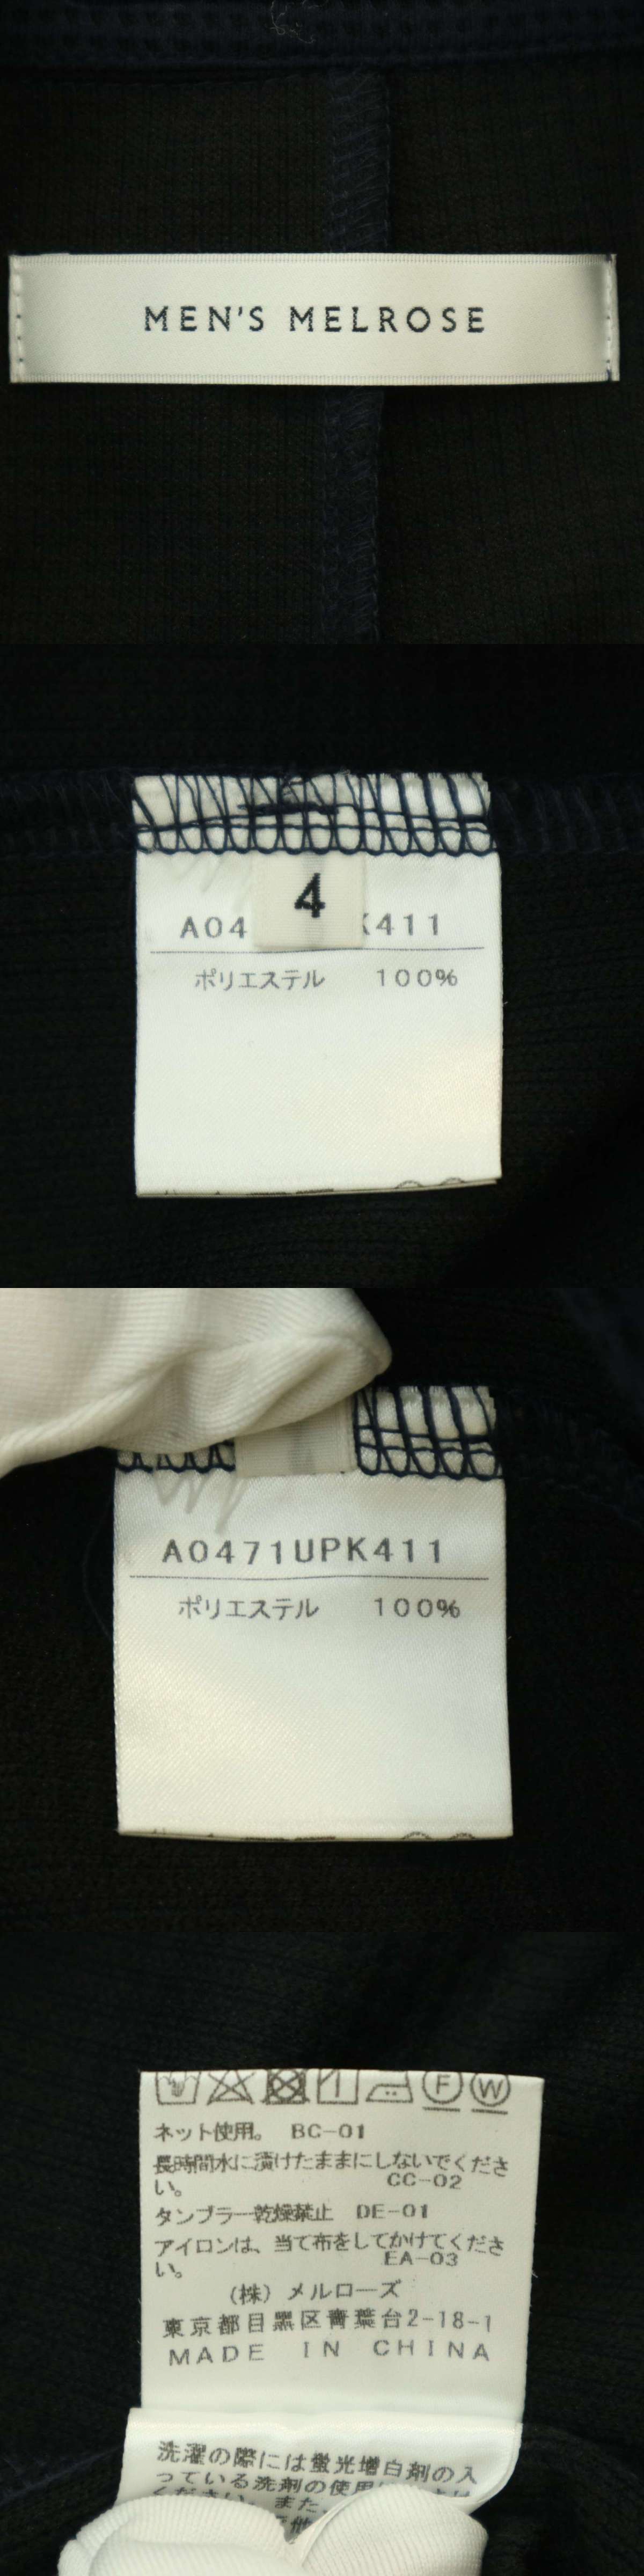 MEN'S MELROSE
4
A04 K411
ポリエステル 100%
A0471UPK411
ポリエステル 100%
F W
ネット使用。 BC-01
長時間水に漬けたままにしないでくださ
い。 CC-02
タンブラー乾燥禁止 DE-01
アイロンは、当て布をしてかけてくださ
い。 EA-03
(株)メルローズ
東京都目黒区青葉台2-18-1
MADE IN CHINA
洗濯の際には蛍光増白剤の入
っている洗剤の使用
ください。また、